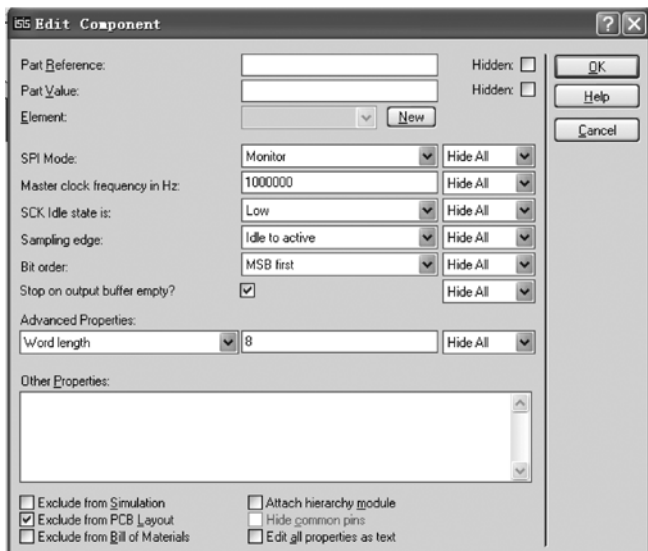 ISIS Edit Component
Part Reference:
Hidden:
OK
Part Value:
Hidden:
Help
Element:
New
Cancel
SPI Mode:
Monitor
Hide All
Master clock frequency in Hz:
1000000
Hide All
SCK Idle state is:
Low
Hide All
Sampling edge:
Idle to active
Hide All
Bit order:
MSB first
Hide All
Stop on output buffer empty?
Hide All
Advanced Properties:
Word length
8
Hide All
Other Properties:
Exclude from Simulation
Attach hierarchy module
Exclude from PCB Layout
Hide common pins
Exclude from Bill of Materials
Edit all properties as text